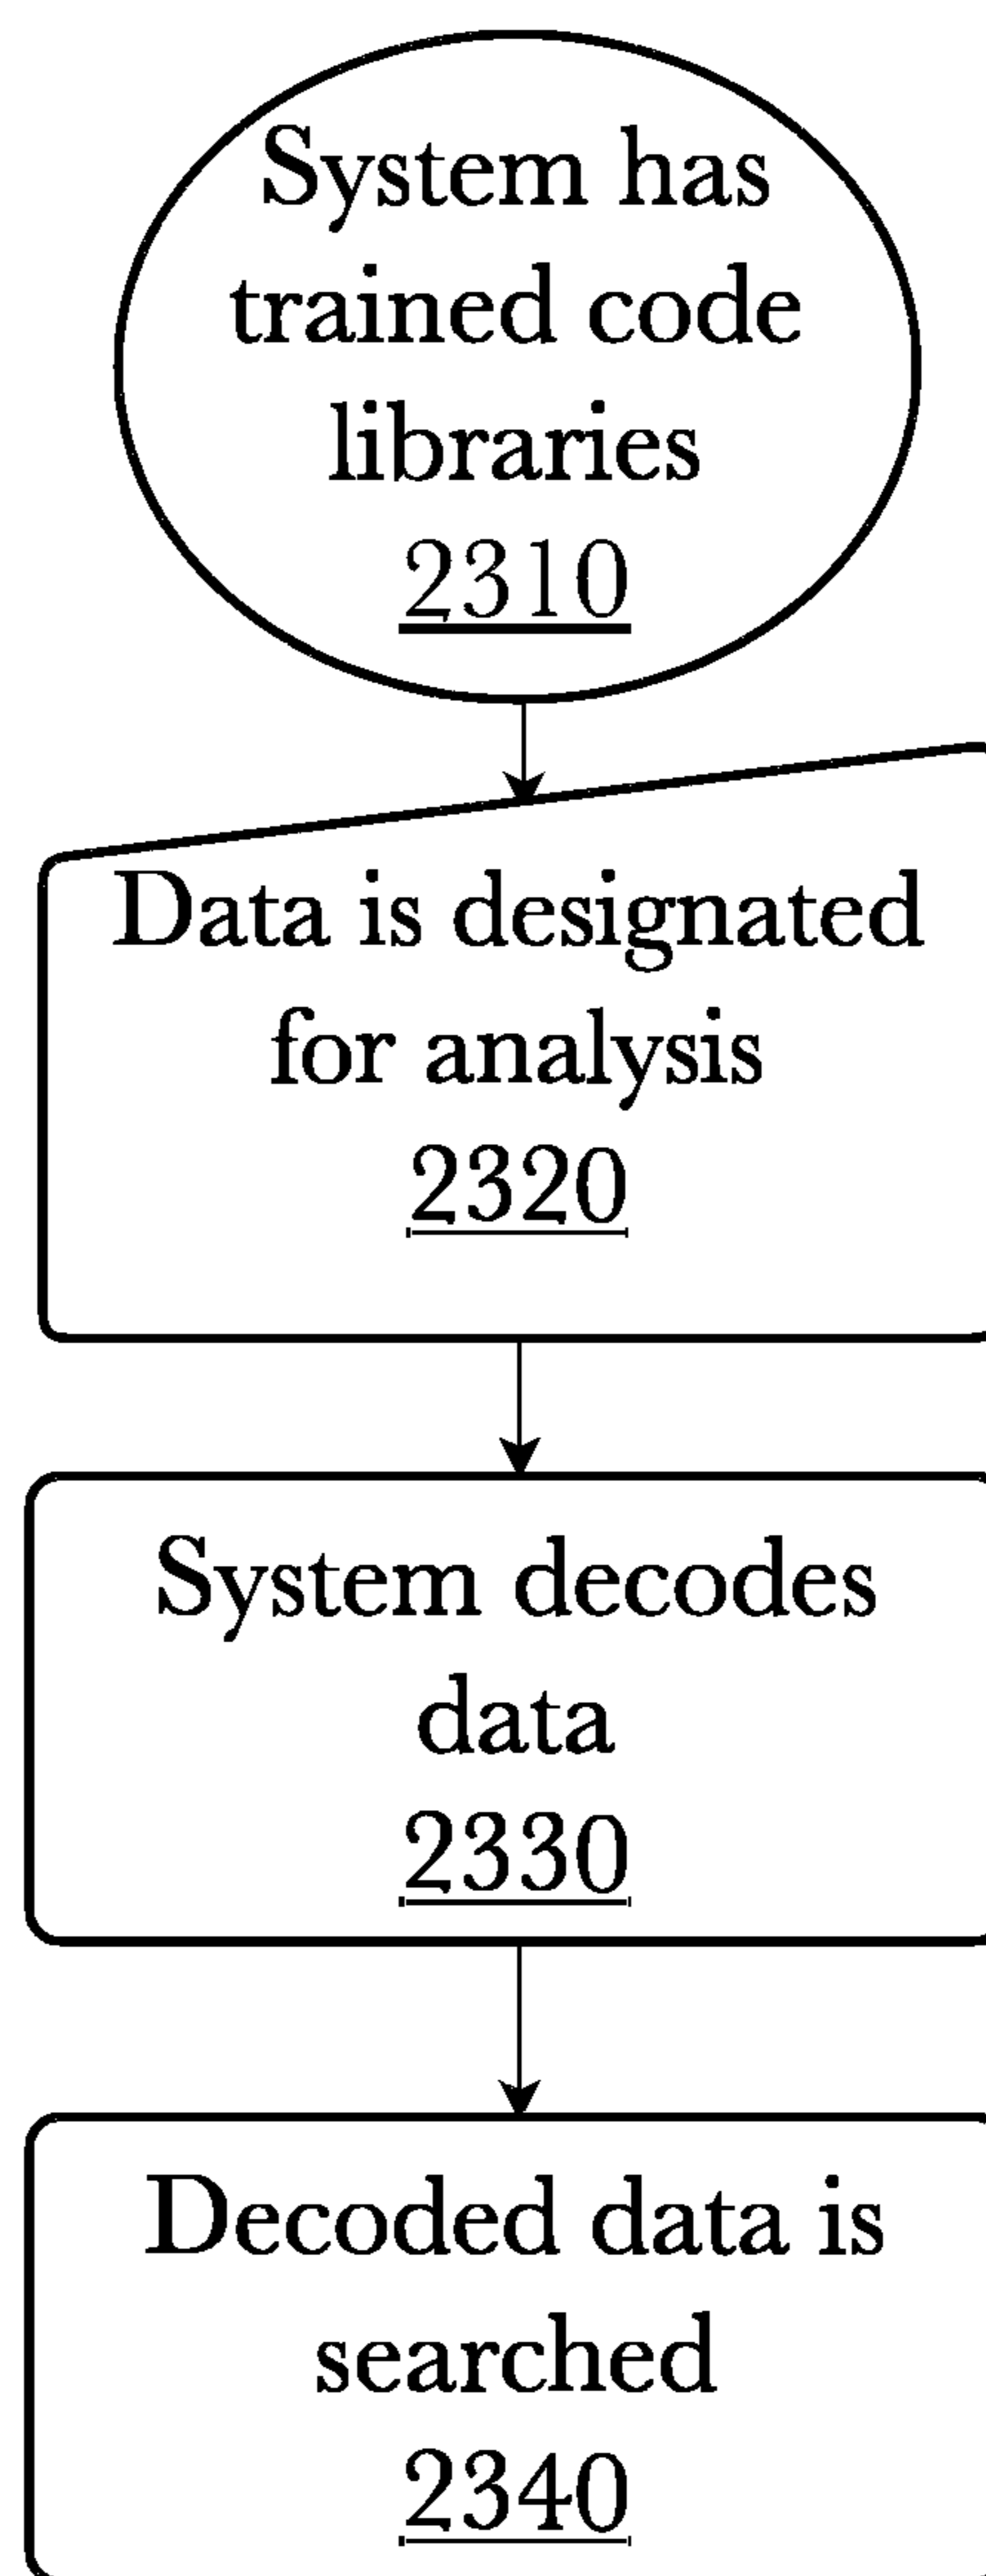 System has
trained code
libraries
2310
Data is designated
for analysis
2320
System decodes
data
2330
Decoded data is
searched
2340